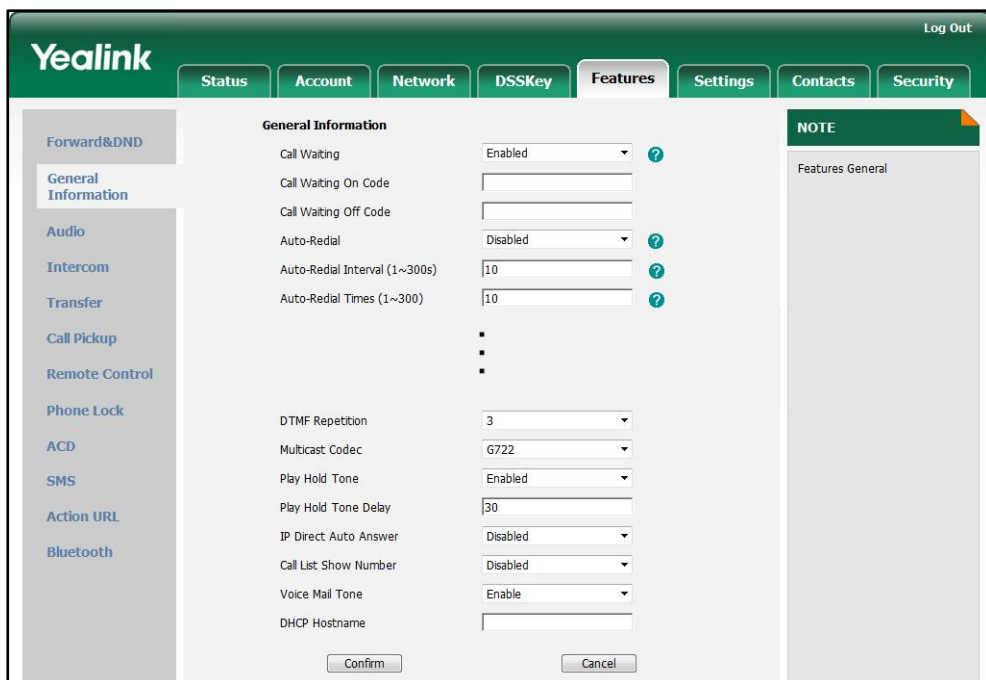 Log Out
Yealink
Status Account Network DSSKey Features Settings Contacts Security
Forward&DND
General
Information
Audio
Intercom
Transfer
Call Pickup
Remote Control
Phone Lock
ACD
SMS
Action URL
Bluetooth
General Information
Call Waiting Enabled ?
Call Waiting On Code
Call Waiting Off Code
Auto-Redial Disabled ?
Auto-Redial Interval (1~300s) 10 ?
Auto-Redial Times (1~300) 10 ?
DTMF Repetition 3
Multicast Codec G722
Play Hold Tone Enabled
Play Hold Tone Delay 30
IP Direct Auto Answer Disabled
Call List Show Number Disabled
Voice Mail Tone Enable
DHCP Hostname
Confirm Cancel
NOTE
Features General